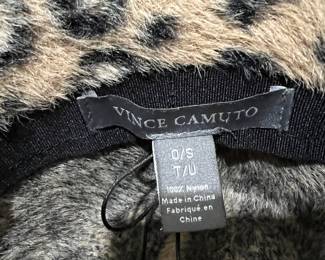 VINCE CAMUTO
O/S
T/U
100% Nylon
Made in China
Fabriqué en
Chine